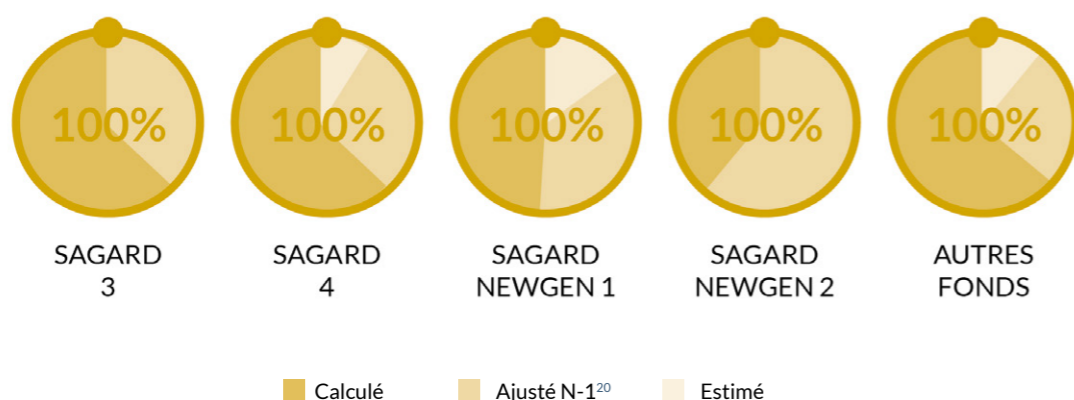 100%
100%
100%
100%
100%
SAGARD
3
SAGARD
4
SAGARD
NEWGEN 1
SAGARD
NEWGEN 2
AUTRES
FONDS
Calculé
Ajusté N-1²⁰
Estimé